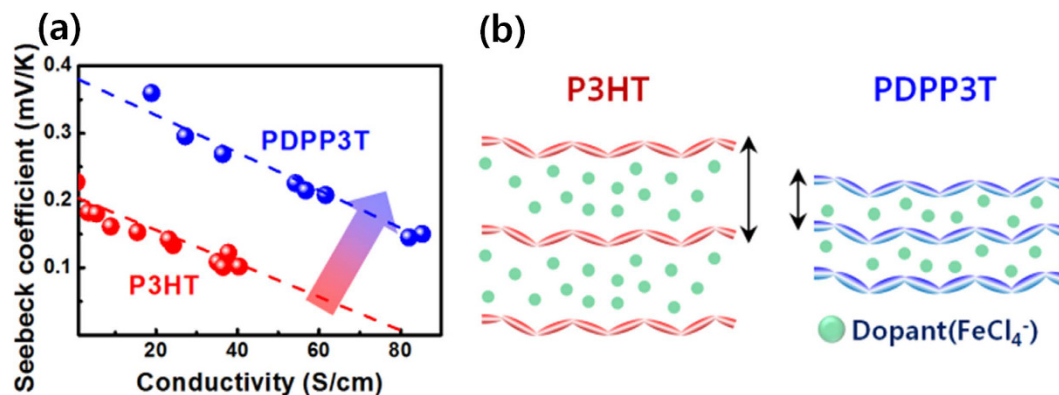 (a)
Seebeck coefficient (mV/K)
0.4
0.3
0.2
0.1
PDPP3T
P3HT
20
40
60
80
Conductivity (S/cm)
(b)
P3HT
PDPP3T
Dopant(FeCl₄⁻)